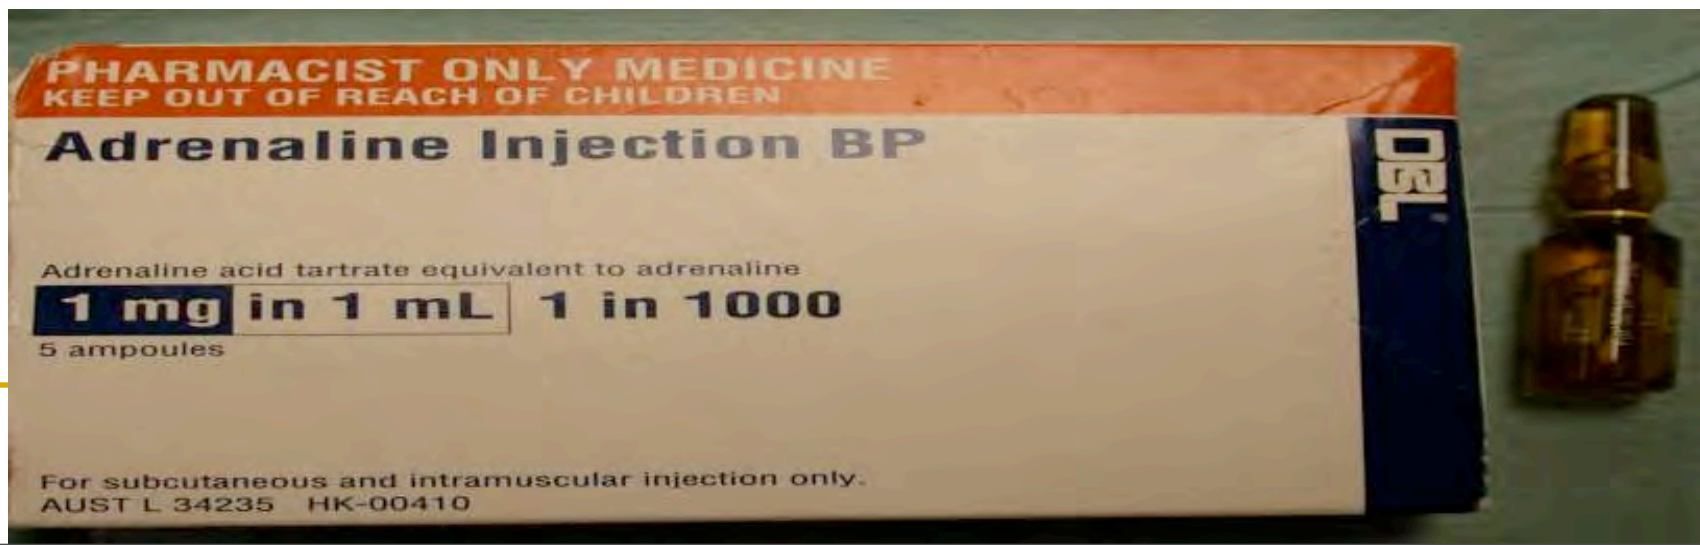 PHARMACIST ONLY MEDICINE
KEEP OUT OF REACH OF CHILDREN
Adrenaline Injection BP
DBL
Adrenaline acid tartrate equivalent to adrenaline
1 mg in 1 mL 1 in 1000
5 ampoules
For subcutaneous and intramuscular injection only.
AUST L 34235 HK-00410